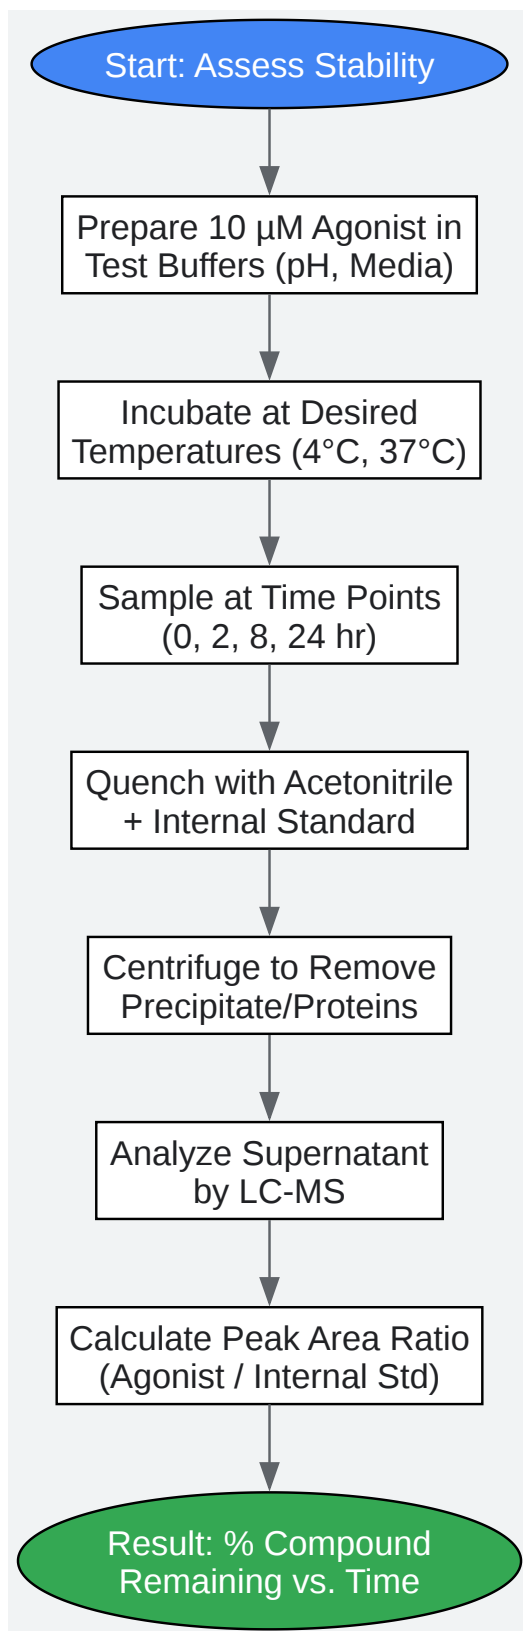 Start: Assess Stability
Prepare 10 µM Agonist in
Test Buffers (pH, Media)
Incubate at Desired
Temperatures (4°C, 37°C)
Sample at Time Points
(0, 2, 8, 24 hr)
Quench with Acetonitrile
+ Internal Standard
Centrifuge to Remove
Precipitate/Proteins
Analyze Supernatant
by LC-MS
Calculate Peak Area Ratio
(Agonist / Internal Std)
Result: % Compound
Remaining vs. Time